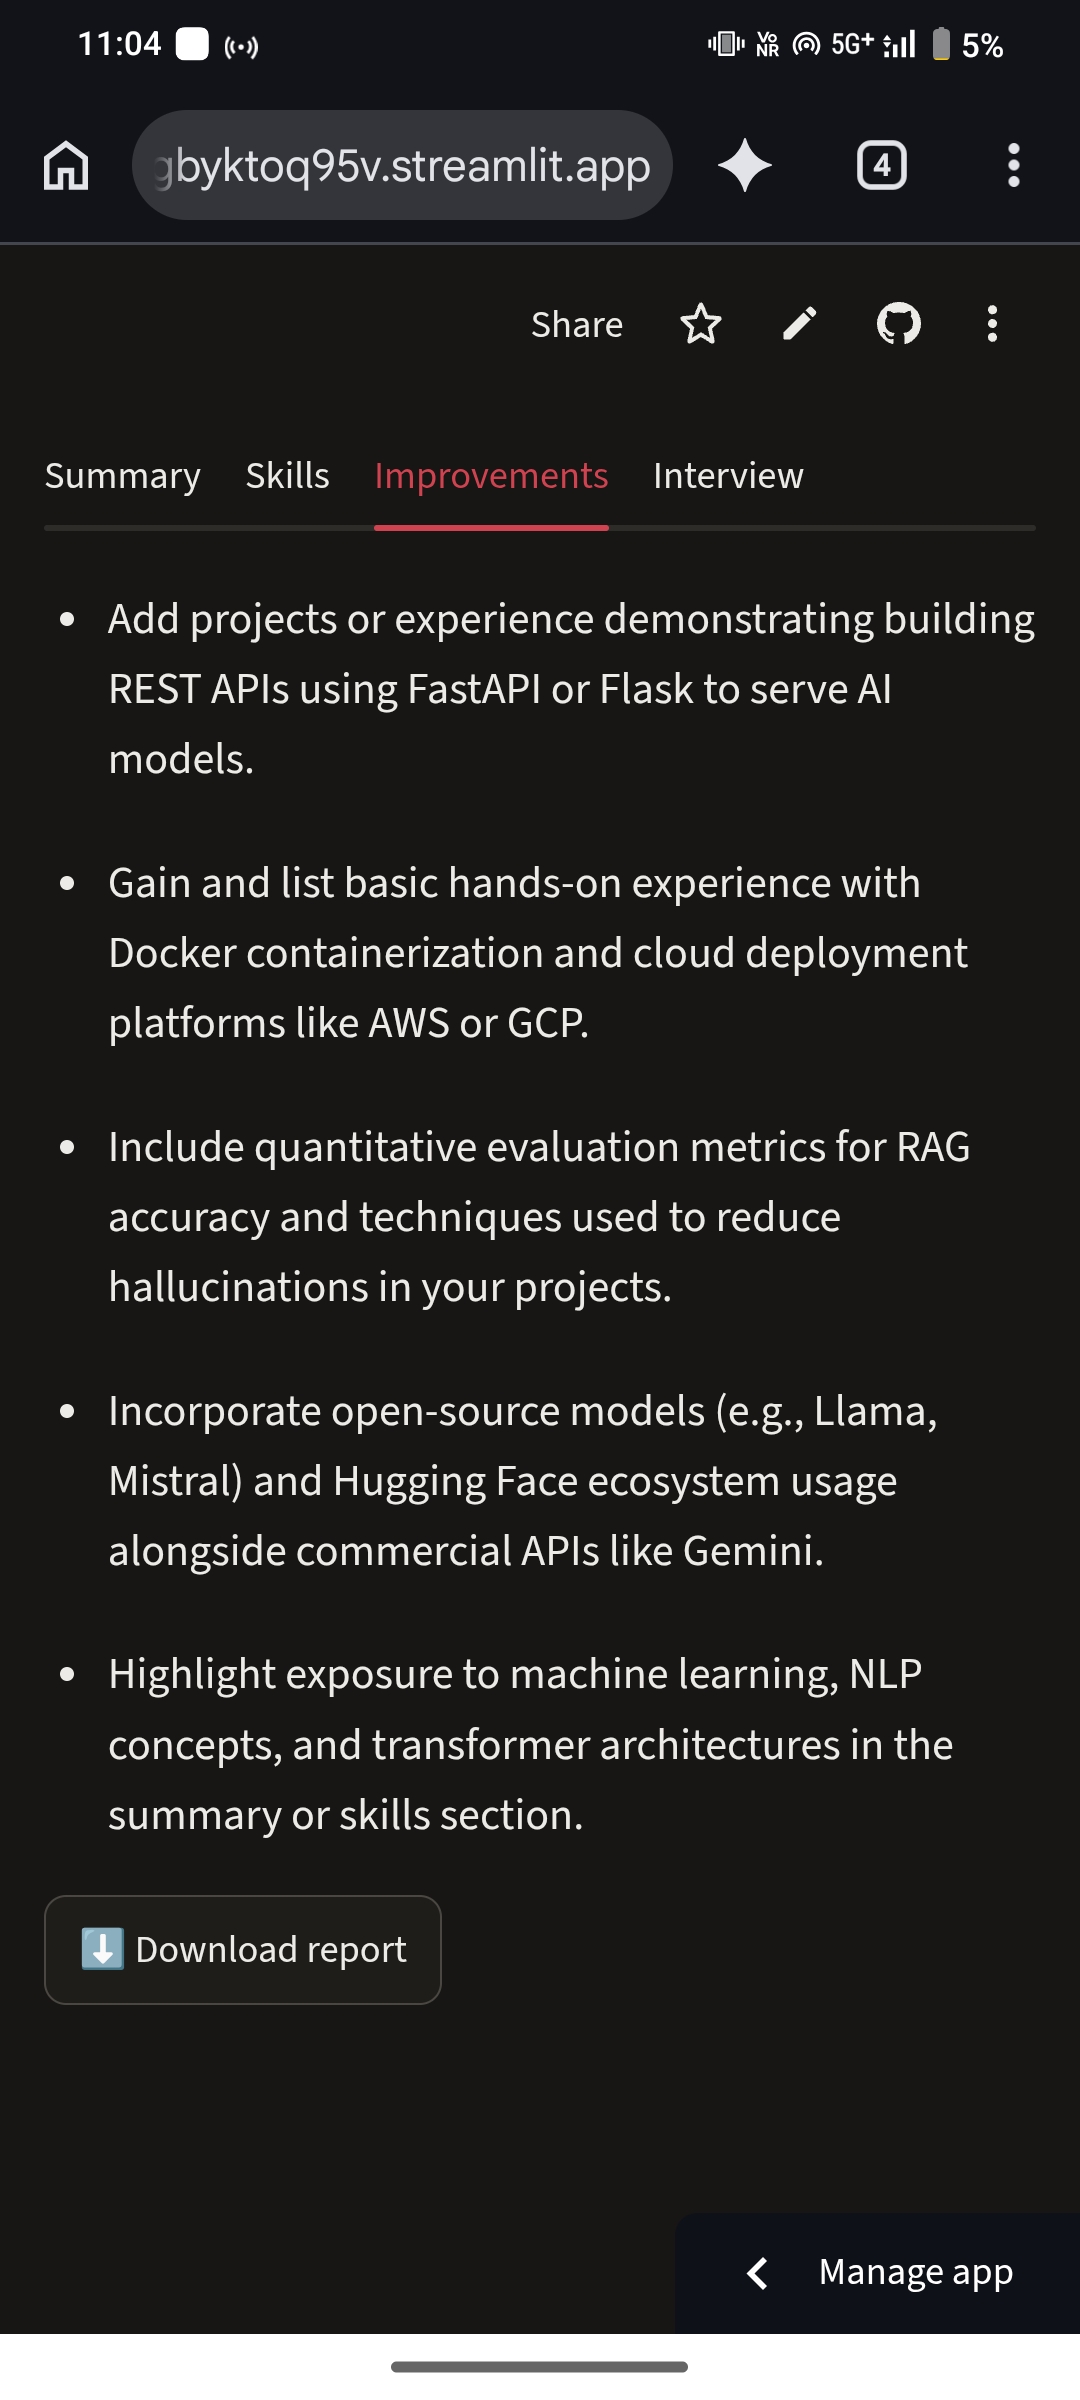 11:04
Vo
NR
5G+
5%
gbyktoq95v.streamlit.app
4
Share
Summary Skills Improvements Interview
• Add projects or experience demonstrating building
REST APIs using FastAPI or Flask to serve AI
models.
• Gain and list basic hands-on experience with
Docker containerization and cloud deployment
platforms like AWS or GCP.
• Include quantitative evaluation metrics for RAG
accuracy and techniques used to reduce
hallucinations in your projects.
• Incorporate open-source models (e.g., Llama,
Mistral) and Hugging Face ecosystem usage
alongside commercial APIs like Gemini.
• Highlight exposure to machine learning, NLP
concepts, and transformer architectures in the
summary or skills section.
Download report
Manage app